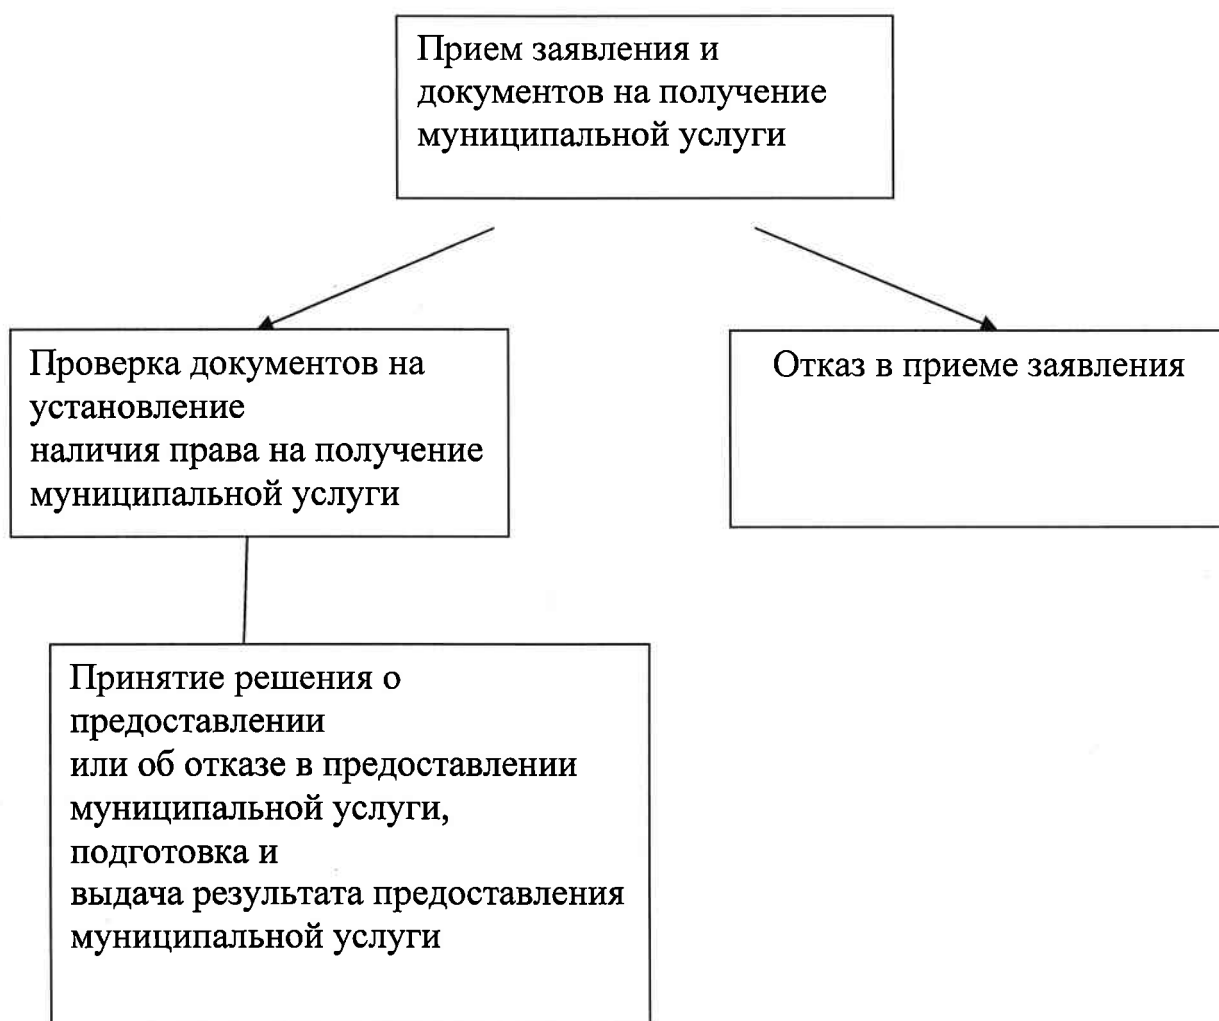 Прием заявления и
документов на получение
муниципальной услуги
Проверка документов на
установление
наличия права на получение
муниципальной услуги
Отказ в приеме заявления
Принятие решения о
предоставлении
или об отказе в предоставлении
муниципальной услуги,
подготовка и
выдача результата предоставления
муниципальной услуги